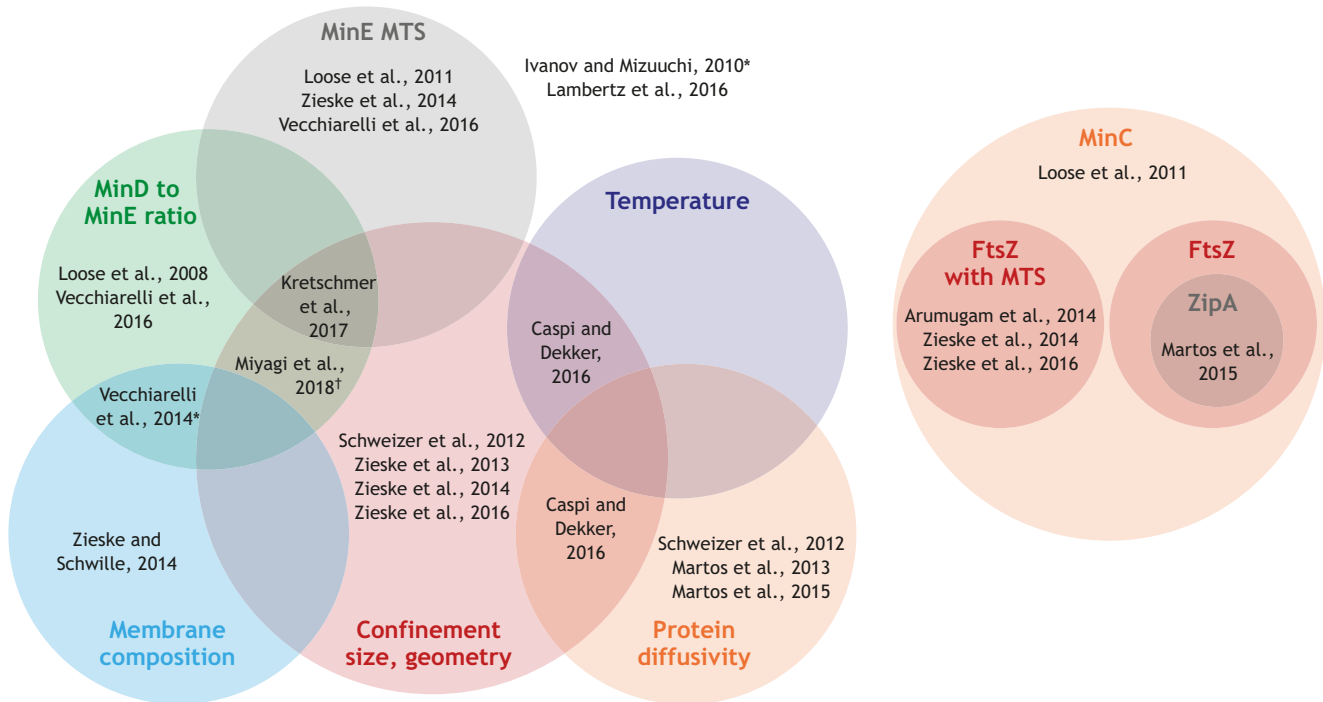 MinE MTS
Loose et al., 2011
Zieske et al., 2014
Vecchiarelli et al., 2016
Ivanov and Mizuuchi, 2010*
Lambertz et al., 2016
MinD to
MinE ratio
Loose et al., 2008
Vecchiarelli et al.,
2016
Kretschmer
et al.,
2017
Miyagi et al.,
2018†
Vecchiarelli
et al., 2014*
Temperature
Caspi and
Dekker,
2016
Schweizer et al., 2012
Zieske et al., 2013
Zieske et al., 2014
Zieske et al., 2016
Caspi and
Dekker,
2016
Zieske and
Schwille, 2014
Schweizer et al., 2012
Martos et al., 2013
Martos et al., 2015
Membrane
composition
Confinement
size, geometry
Protein
diffusivity
MinC
Loose et al., 2011
FtsZ
with MTS
Arumugam et al., 2014
Zieske et al., 2014
Zieske et al., 2016
FtsZ
ZipA
Martos et al.,
2015